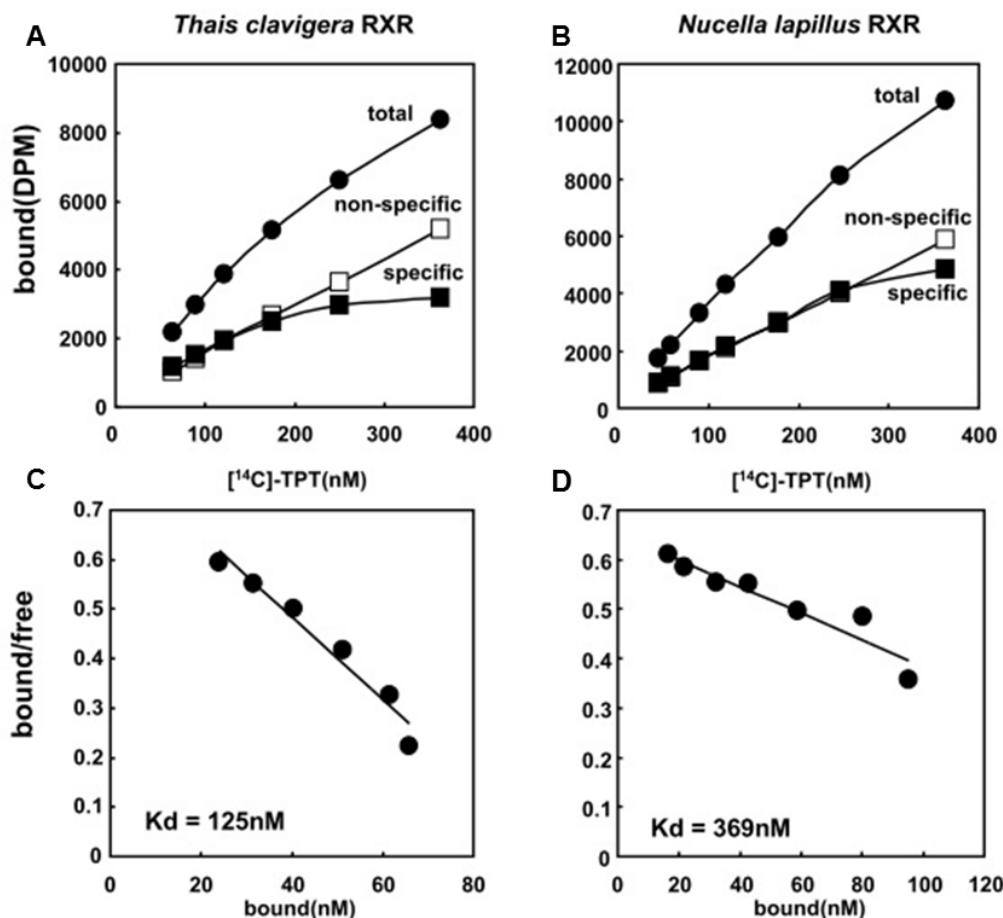 A
Thais clavigera RXR
B
Nucella lapillus RXR
10000
8000
6000
4000
2000
0
bound(DPM)
total
non-specific
specific
0
100
200
300
400
[¹⁴C]-TPT(nM)
12000
10000
8000
6000
4000
2000
0
total
non-specific
specific
0
100
200
300
400
[¹⁴C]-TPT(nM)
C
0.7
0.6
0.5
0.4
0.3
0.2
0.1
0
bound/free
Kd = 125nM
0
20
40
60
80
bound(nM)
D
0.7
0.6
0.5
0.4
0.3
0.2
0.1
0
Kd = 369nM
0
20
40
60
80
100
120
bound(nM)